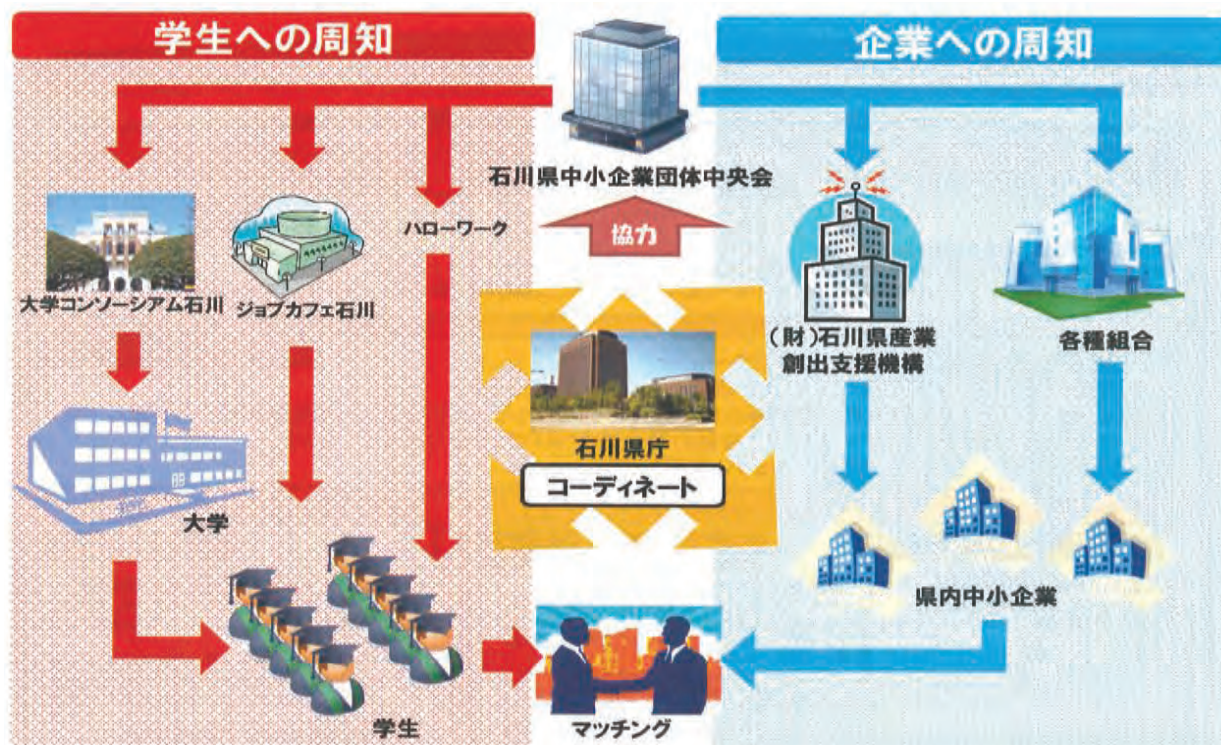 学生への周知
企業への周知
石川県中小企業団体中央会
協力
ハローワーク
大学コンソーシアム石川
ジョブカフェ石川
(財)石川県産業
創出支援機構
各種組合
石川県庁
コーディネート
大学
県内中小企業
学生
マッチング